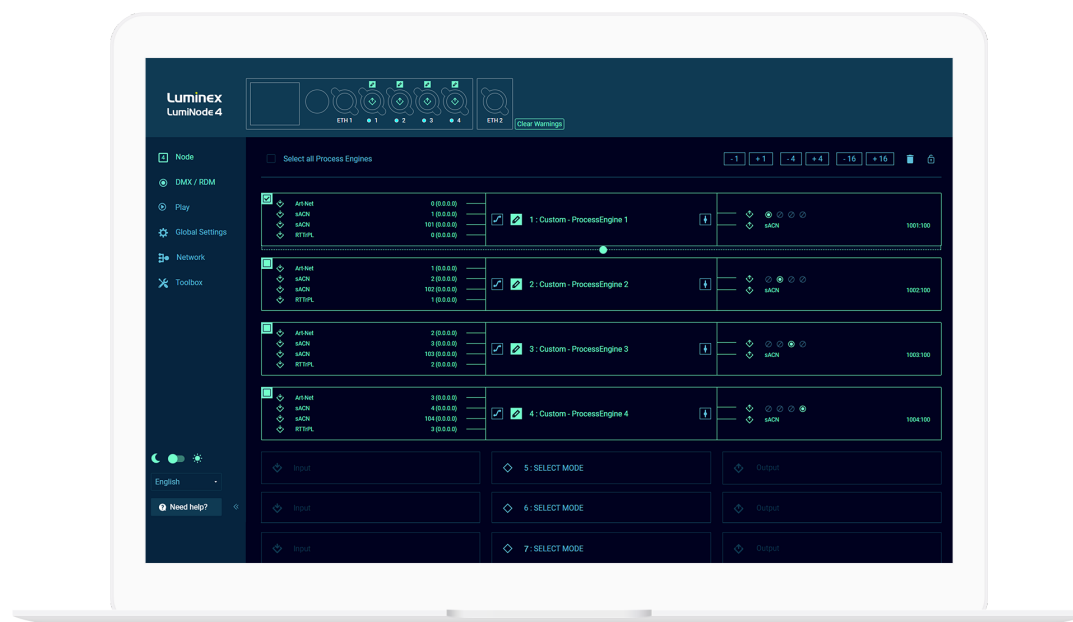 Luminex
LumiNode 4
ETH 1
1
2
3
4
ETH 2
Clear Warnings
4 Node
DMX / RDM
Play
Global Settings
Network
Toolbox
English
Need help?
Select all Process Engines
- 1
+ 1
- 4
+ 4
- 16
+ 16
Art-Net 0 (0.0.0.0)
sACN 1 (0.0.0.0)
sACN 101 (0.0.0.0)
RTTrPL 0 (0.0.0.0)
1 : Custom - ProcessEngine 1
sACN 1001:100
Art-Net 1 (0.0.0.0)
sACN 2 (0.0.0.0)
sACN 102 (0.0.0.0)
RTTrPL 1 (0.0.0.0)
2 : Custom - ProcessEngine 2
sACN 1002:100
Art-Net 2 (0.0.0.0)
sACN 3 (0.0.0.0)
sACN 103 (0.0.0.0)
RTTrPL 2 (0.0.0.0)
3 : Custom - ProcessEngine 3
sACN 1003:100
Art-Net 3 (0.0.0.0)
sACN 4 (0.0.0.0)
sACN 104 (0.0.0.0)
RTTrPL 3 (0.0.0.0)
4 : Custom - ProcessEngine 4
sACN 1004:100
Input 5 : SELECT MODE Output
Input 6 : SELECT MODE Output
Input 7 : SELECT MODE Output